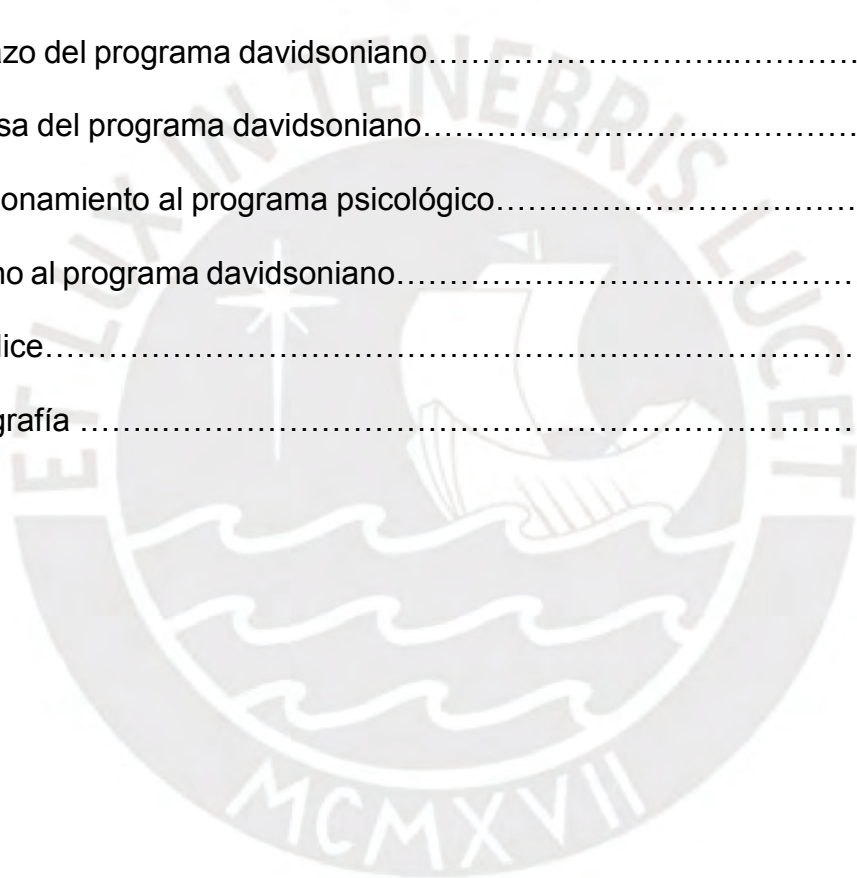 azo del programa davidsoniano………………………..…………
sa del programa davidsoniano……………………………………
onamiento al programa psicológico………………………………
no al programa davidsoniano………………………………………
lice……………………………………………………………………
grafía ……..…………………………………………………………
ET LUX IN TENEBRIS LUCET
MCMXVII